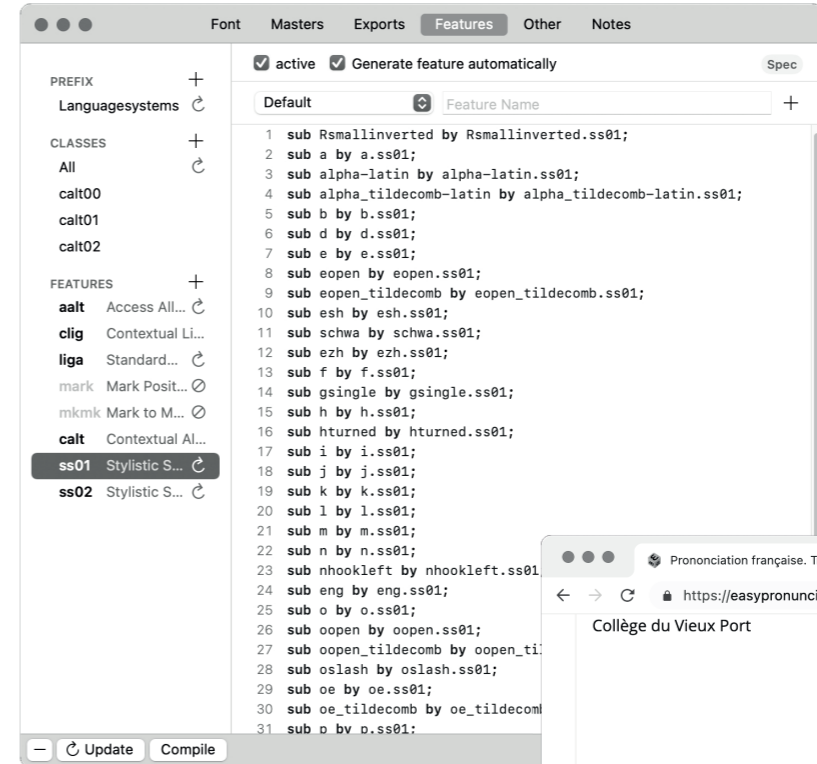 Font Masters Exports Features Other Notes
active Generate feature automatically Spec
Default Feature Name
PREFIX
Languagesystems
CLASSES
All
calt00
calt01
calt02
FEATURES
aalt Access All...
clig Contextual Li...
liga Standard...
mark Mark Posit...
mkmk Mark to M...
calt Contextual Al...
ss01 Stylistic S...
ss02 Stylistic S...
1 sub Rsmallinverted by Rsmallinverted.ss01;
2 sub a by a.ss01;
3 sub alpha-latin by alpha-latin.ss01;
4 sub alpha_tildecomb-latin by alpha_tildecomb-latin.ss01;
5 sub b by b.ss01;
6 sub d by d.ss01;
7 sub e by e.ss01;
8 sub eopen by eopen.ss01;
9 sub eopen_tildecomb by eopen_tildecomb.ss01;
10 sub esh by esh.ss01;
11 sub schwa by schwa.ss01;
12 sub ezh by ezh.ss01;
13 sub f by f.ss01;
14 sub gsingle by gsingle.ss01;
15 sub h by h.ss01;
16 sub hturned by hturned.ss01;
17 sub i by i.ss01;
18 sub j by j.ss01;
19 sub k by k.ss01;
20 sub l by l.ss01;
21 sub m by m.ss01;
22 sub n by n.ss01;
23 sub nhookleft by nhookleft.ss01
24 sub eng by eng.ss01;
25 sub o by o.ss01;
26 sub oopen by oopen.ss01;
27 sub oopen_tildecomb by oopen_til
28 sub oslash by oslash.ss01;
29 sub oe by oe.ss01;
30 sub oe_tildecomb by oe_tildecomb
31 sub p by p.ss01;
Update Compile
Prononciation française. T
https://easypronunci
Collège du Vieux Port